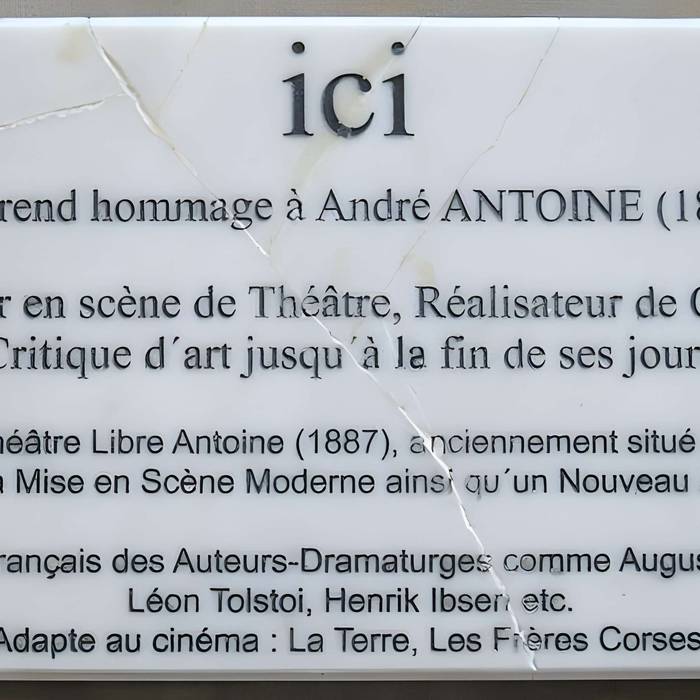 ici
rend hommage à André ANTOINE (18
r en scène de Théâtre, Réalisateur de C
Critique d´art jusqu´à la fin de ses jour
héâtre Libre Antoine (1887), anciennement situé
a Mise en Scène Moderne ainsi qu´un Nouveau
rançais des Auteurs-Dramaturges comme Augus
Léon Tolstoi, Henrik Ibsen etc.
Adapte au cinéma : La Terre, Les Frères Corses